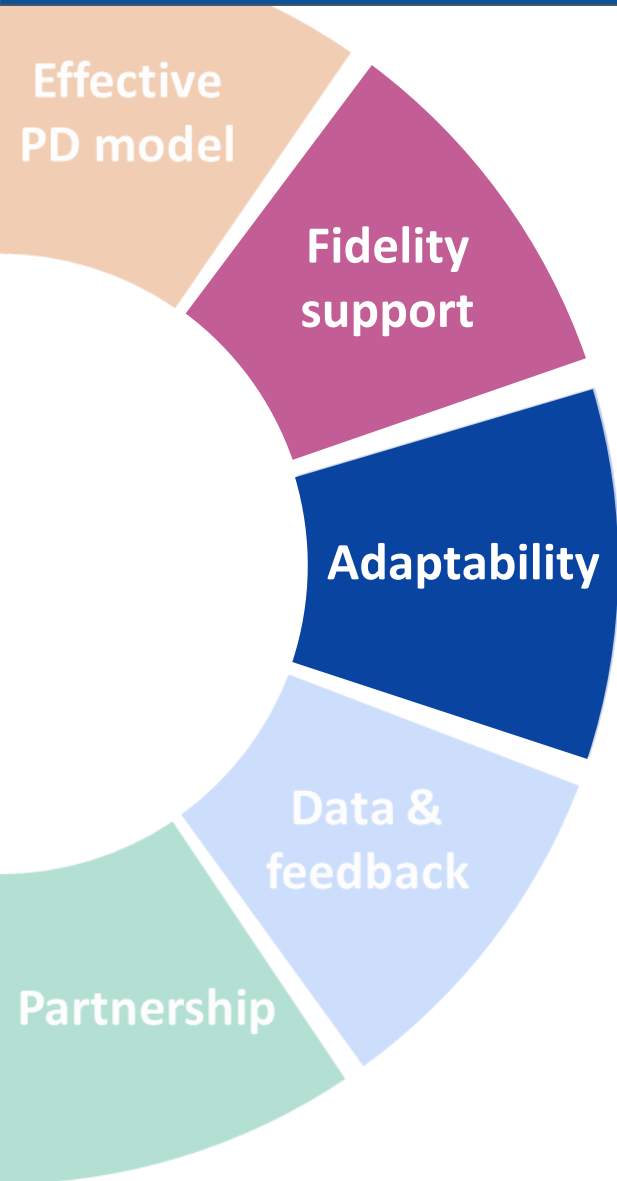 Effective
PD model
Fidelity
support
Adaptability
Data &
feedback
Partnership